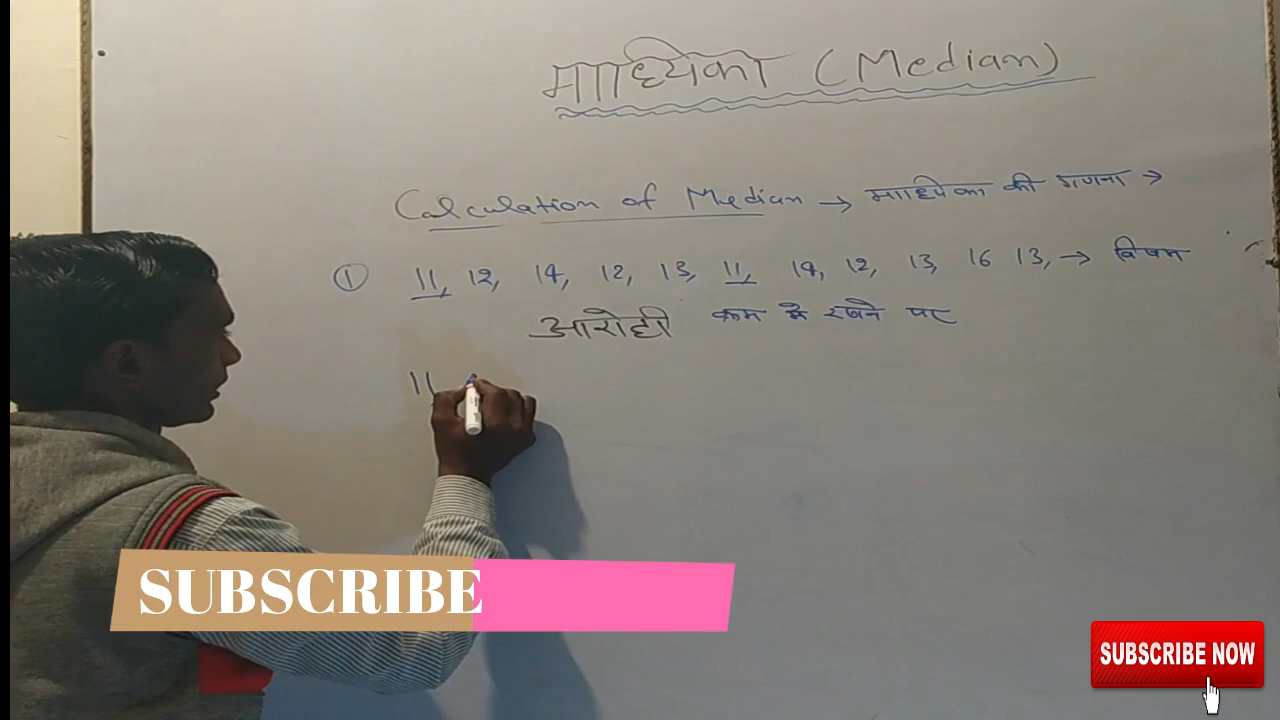 माध्यिका (Median)
Calculation of Median → माध्यिका की गणना →
① 11, 12, 14, 12, 13, 11, 14, 12, 13, 16 13, → विषम
आरोही क्रम मे रखने पर
11
SUBSCRIBE
SUBSCRIBE NOW